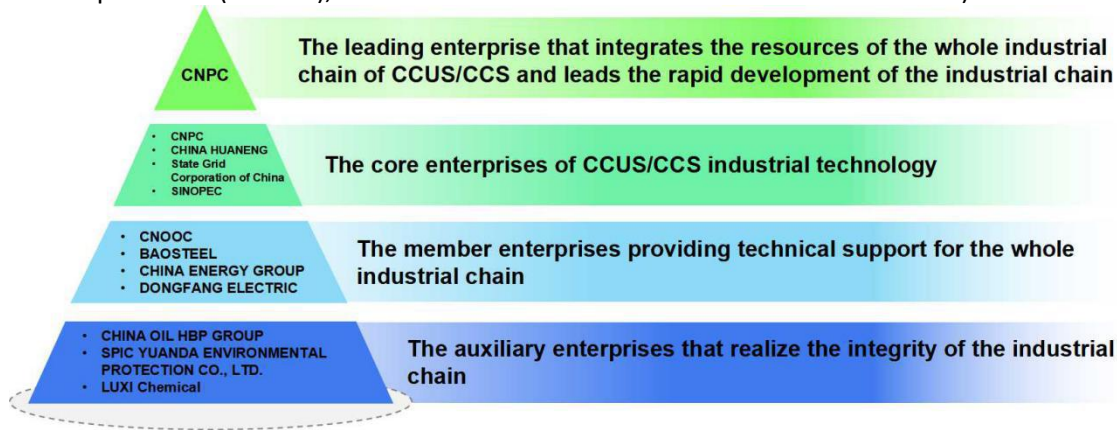 The leading enterprise that integrates the resources of the whole industrial
chain of CCUS/CCS and leads the rapid development of the industrial chain
CNPC
• CNPC
• CHINA HUANENG
• State Grid
Corporation of China
• SINOPEC
The core enterprises of CCUS/CCS industrial technology
• CNOOC
• BAOSTEEL
• CHINA ENERGY GROUP
• DONGFANG ELECTRIC
The member enterprises providing technical support for the whole
industrial chain
• CHINA OIL HBP GROUP
• SPIC YUANDA ENVIRONMENTAL
PROTECTION CO., LTD.
• LUXI Chemical
The auxiliary enterprises that realize the integrity of the industrial
chain